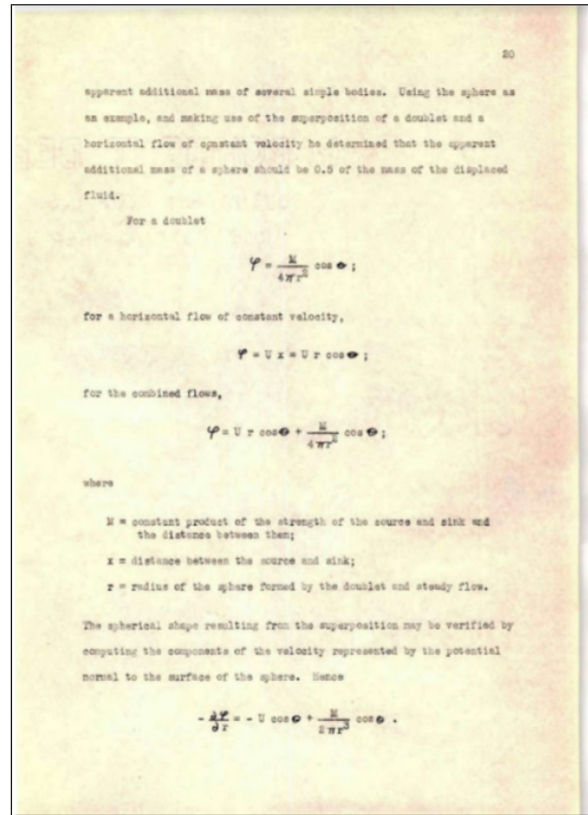 20
apparent additional mass of several simple bodies. Using the sphere as
an example, and making use of the superposition of a doublet and a
horizontal flow of constant velocity he determined that the apparent
additional mass of a sphere should be 0.5 of the mass of the displaced
fluid.
For a doublet
φ = M / 4πr² cos θ;
for a horizontal flow of constant velocity,
φ = U x = U r cos θ;
for the combined flows,
φ = U r cos θ + M / 4πr² cos θ;
where
M = constant product of the strength of the source and sink and
the distance between them;
x = distance between the source and sink;
r = radius of the sphere formed by the doublet and steady flow.
The spherical shape resulting from the superposition may be verified by
computing the components of the velocity represented by the potential
normal to the surface of the sphere. Hence
- ∂φ/∂r = - U cos θ + M / 2πr³ cos θ .